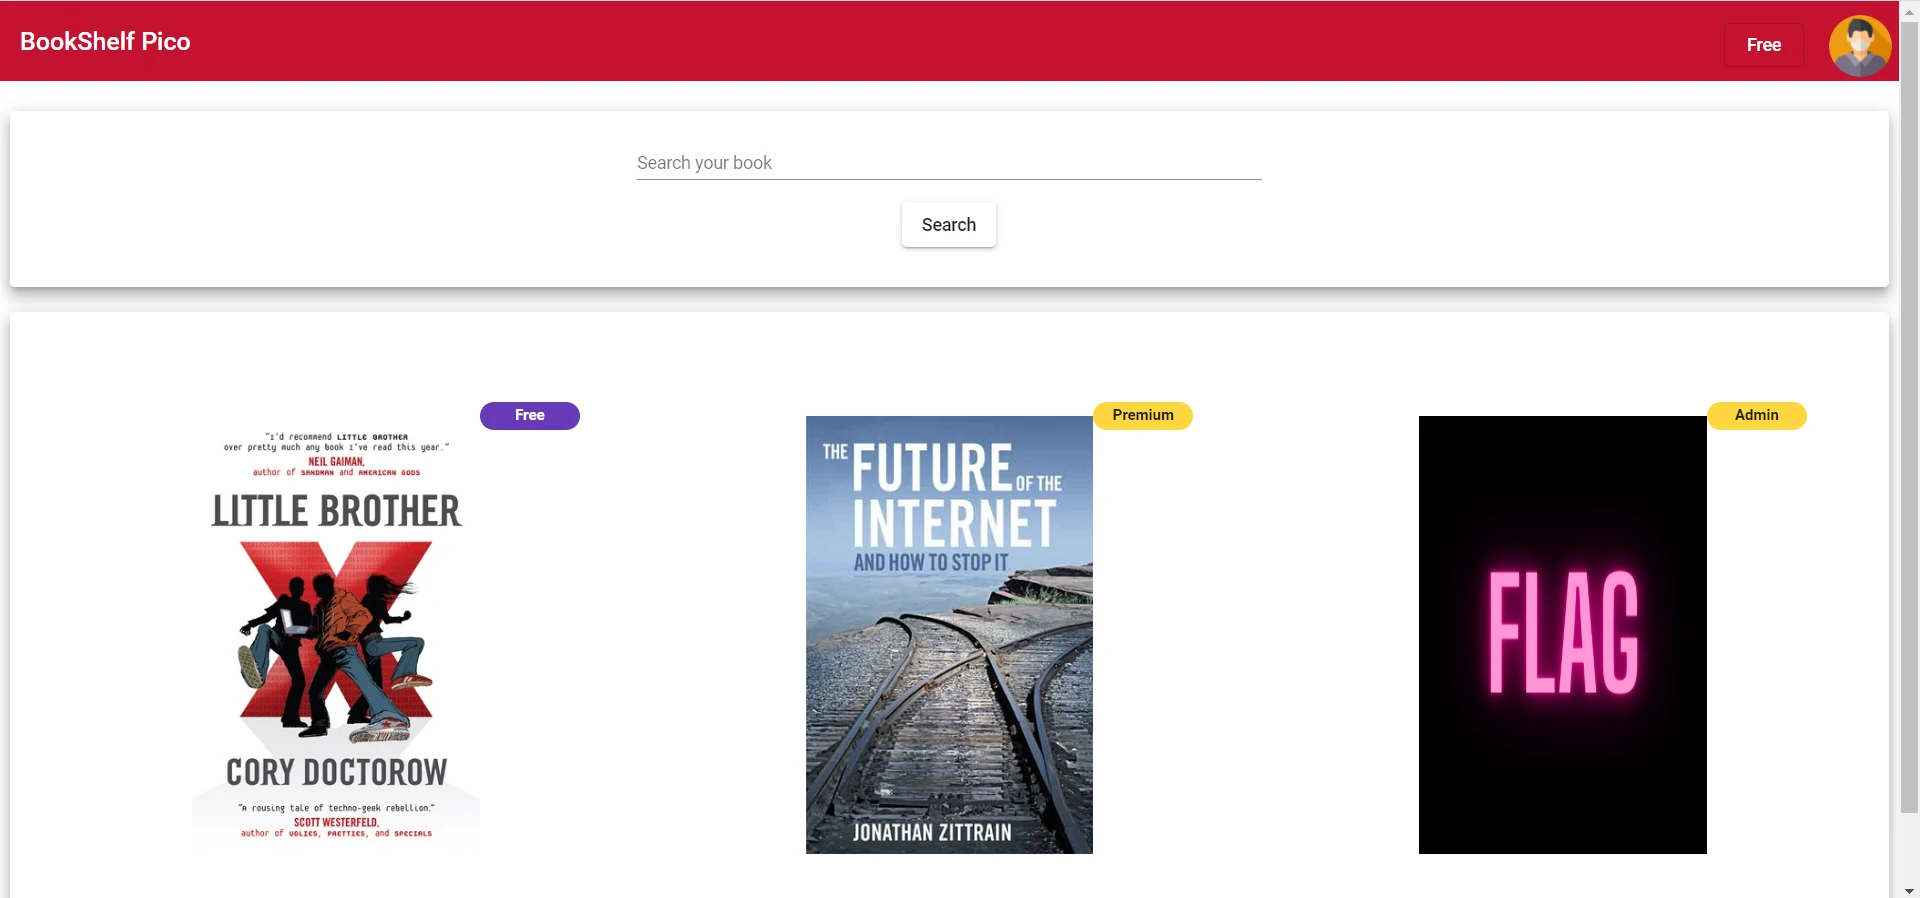 BookShelf Pico
Free
Search your book
Search
Free
Premium
Admin
"I'd recommend LITTLE BROTHER
over pretty much any book I've read this year."
NEIL GAIMAN,
author of SANDMAN and AMERICAN GODS
LITTLE BROTHER
CORY DOCTOROW
"A rousing tale of techno-geek rebellion."
SCOTT WESTERFELD,
author of UGLIES, PRETTIES, and SPECIALS
THE FUTURE OF THE
INTERNET
AND HOW TO STOP IT
JONATHAN ZITTRAIN
FLAG